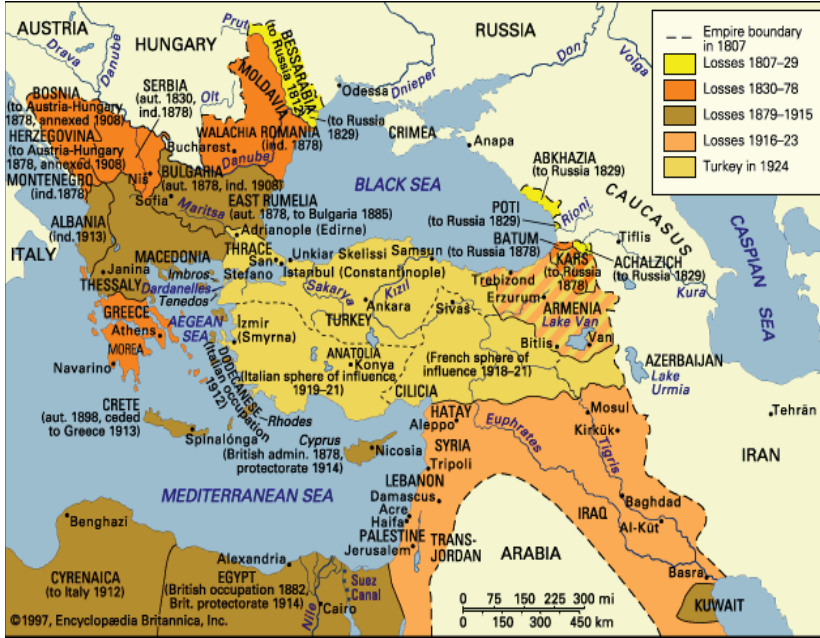 AUSTRIA
Drava
Danube
HUNGARY
Prut
BESSARABIA
(to Russia 1812)
MOLDAVIA
RUSSIA
Don
Volga
Dnieper
Odessa
Empire boundary
in 1807
Losses 1807–29
Losses 1830–78
Losses 1879–1915
Losses 1916–23
Turkey in 1924
BOSNIA
(to Austria-Hungary
1878, annexed 1908)
HERZEGOVINA
(to Austria-Hungary
1878, annexed 1908)
MONTENEGRO
(ind.1878)
SERBIA
(aut. 1830,
ind.1878)
Olt
WALACHIA
ROMANIA
(ind. 1878)
Bucharest
Danube
(to Russia
1829)
CRIMEA
Anapa
Niš
Sofia
BULGARIA
(aut. 1878, ind. 1908)
Maritsa
EAST RUMELIA
(aut. 1878, to Bulgaria 1885)
Adrianople (Edirne)
BLACK SEA
ABKHAZIA
(to Russia 1829)
POTI
(to Russia 1829)
Rioni
BATUM
(to Russia 1878)
CAUCASUS
Tiflis
ACHALZICH
(to Russia 1829)
KARS
(to Russia
1878)
Kura
CASPIAN
SEA
ALBANIA
(ind.1913)
ITALY
MACEDONIA
Janina
THESSALY
Imbros
Dardanelles
Tenedos
THRACE
San
Stefano
Unkiar Skelissi
Istanbul (Constantinople)
Samsun
Sakarya
Kızıl
Ankara
Sivas
Trebizond
Erzurum
ARMENIA
Lake Van
Bitlis
Van
GREECE
Athens
MOREA
Navarino
AEGEAN
SEA
İzmir
(Smyrna)
TURKEY
ANATOLIA
Konya
(Italian sphere of influence,
1919–21)
(French sphere of
influence 1918–21)
CILICIA
AZERBAIJAN
Lake
Urmia
Tehrān
IRAN
DODECANESE
(Italian occupation
1912)
Rhodes
CRETE
(aut. 1898, ceded
to Greece 1913)
Spinalónga
Cyprus
(British admin. 1878,
protectorate 1914)
Nicosia
HATAY
Aleppo
SYRIA
Tripoli
LEBANON
Damascus
Acre
Haifa
PALESTINE
Jerusalem
TRANS-
JORDAN
Euphrates
Mosul
Kirkūk
Tigris
Baghdad
IRAQ
Al-Kūt
Basra
KUWAIT
ARABIA
MEDITERRANEAN SEA
Benghazi
CYRENAICA
(to Italy 1912)
Alexandria
EGYPT
(British occupation 1882,
Brit. protectorate 1914)
Suez
Canal
Nile
Cairo
0 75 150 225 300 mi
0 150 300 450 km
©1997, Encyclopædia Britannica, Inc.